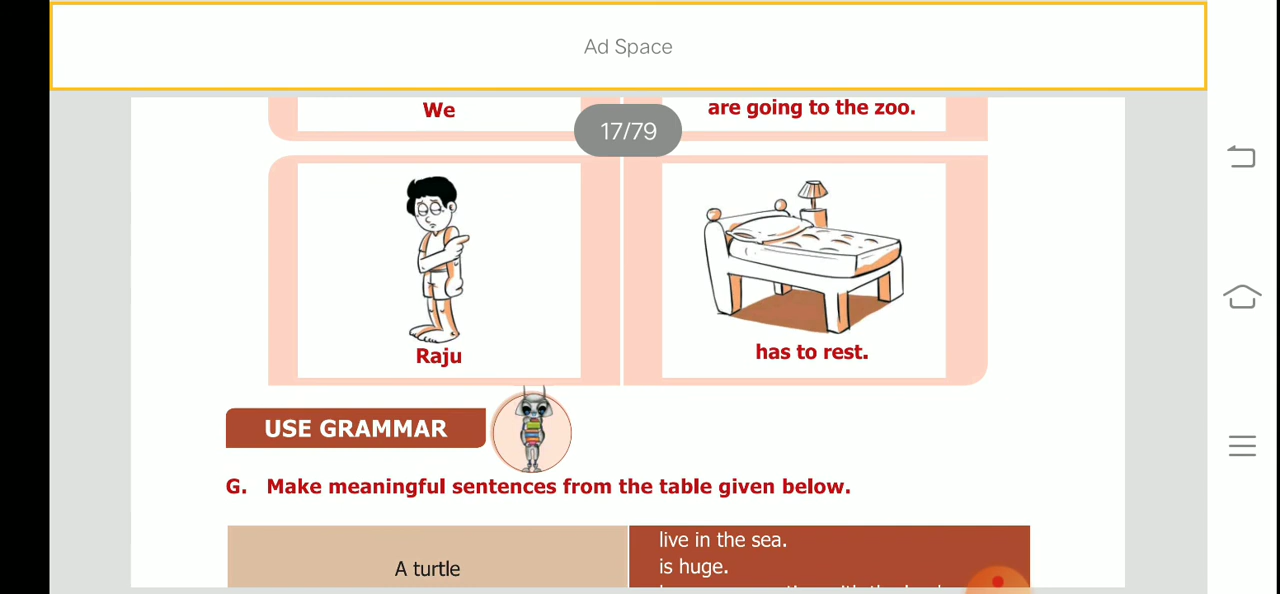 Ad Space
We are going to the zoo.
17/79
Raju has to rest.
USE GRAMMAR
G. Make meaningful sentences from the table given below.
live in the sea.
A turtle is huge.